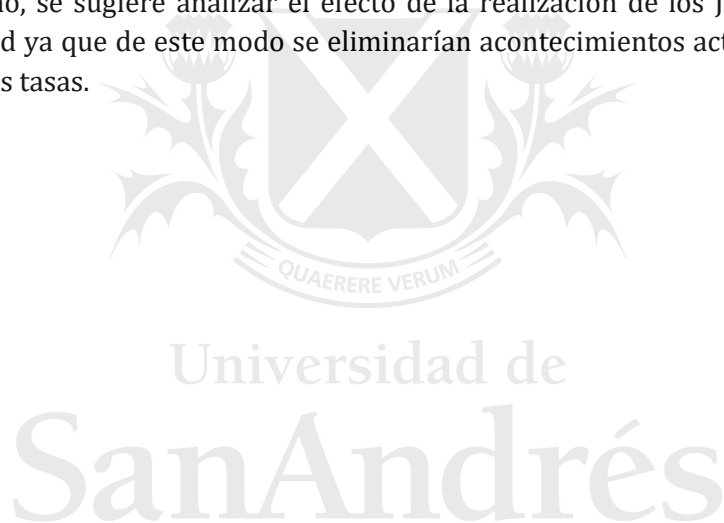 no, se sugiere analizar el efecto de la realización de los
d ya que de este modo se eliminarían acontecimientos
s tasas.
QUAERERE VERUM
Universidad de
SanAndrés